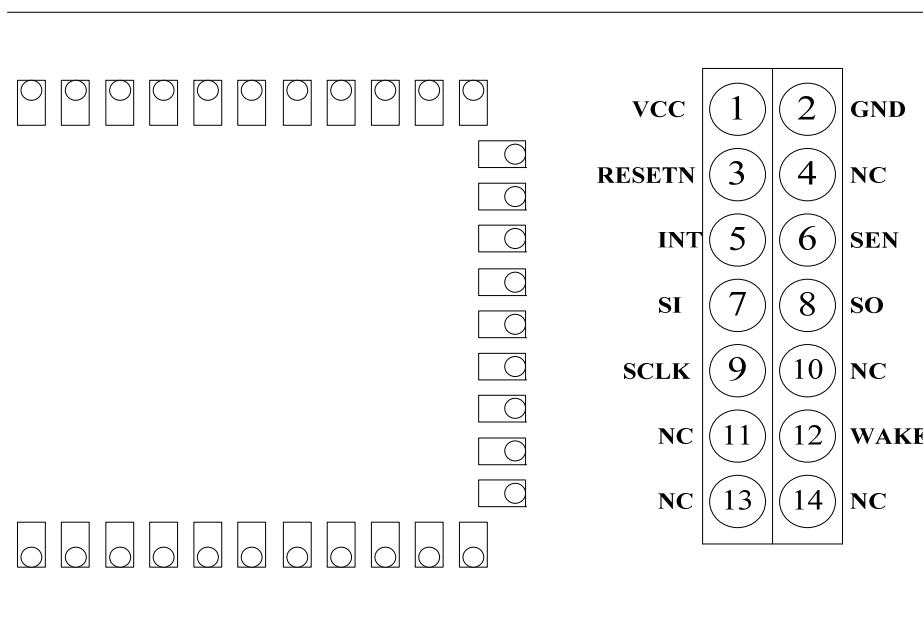 VCC 1 2 GND
RESETN 3 4 NC
INT 5 6 SEN
SI 7 8 SO
SCLK 9 10 NC
NC 11 12 WAKE
NC 13 14 NC